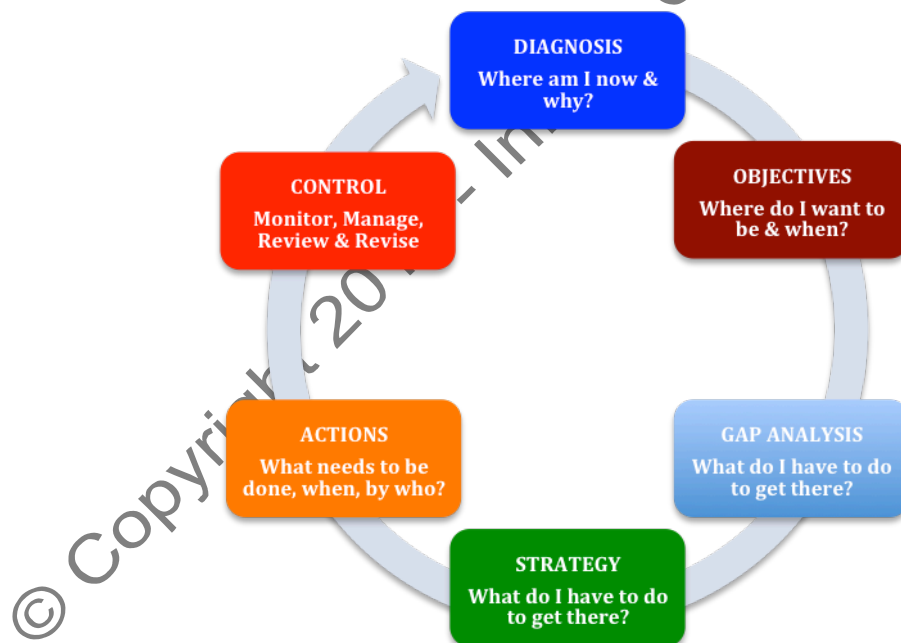 DIAGNOSIS
Where am I now &
why?
OBJECTIVES
Where do I want to
be & when?
GAP ANALYSIS
What do I have to do
to get there?
STRATEGY
What do I have to do
to get there?
ACTIONS
What needs to be
done, when, by who?
CONTROL
Monitor, Manage,
Review & Revise
© Copyright